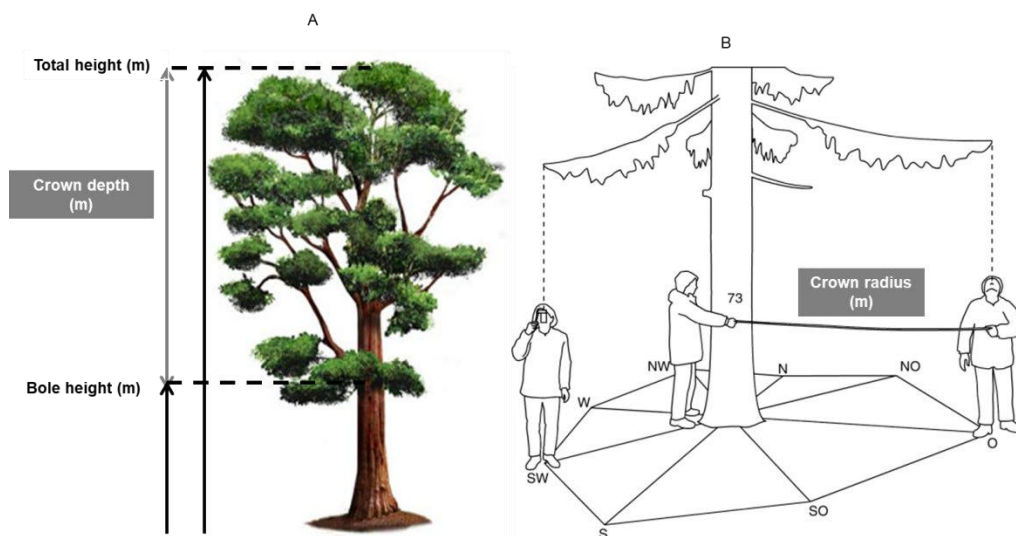 A
Total height (m)
Crown depth
(m)
Bole height (m)
B
73
Crown radius
(m)
NW
N
NO
W
O
SW
SO
S